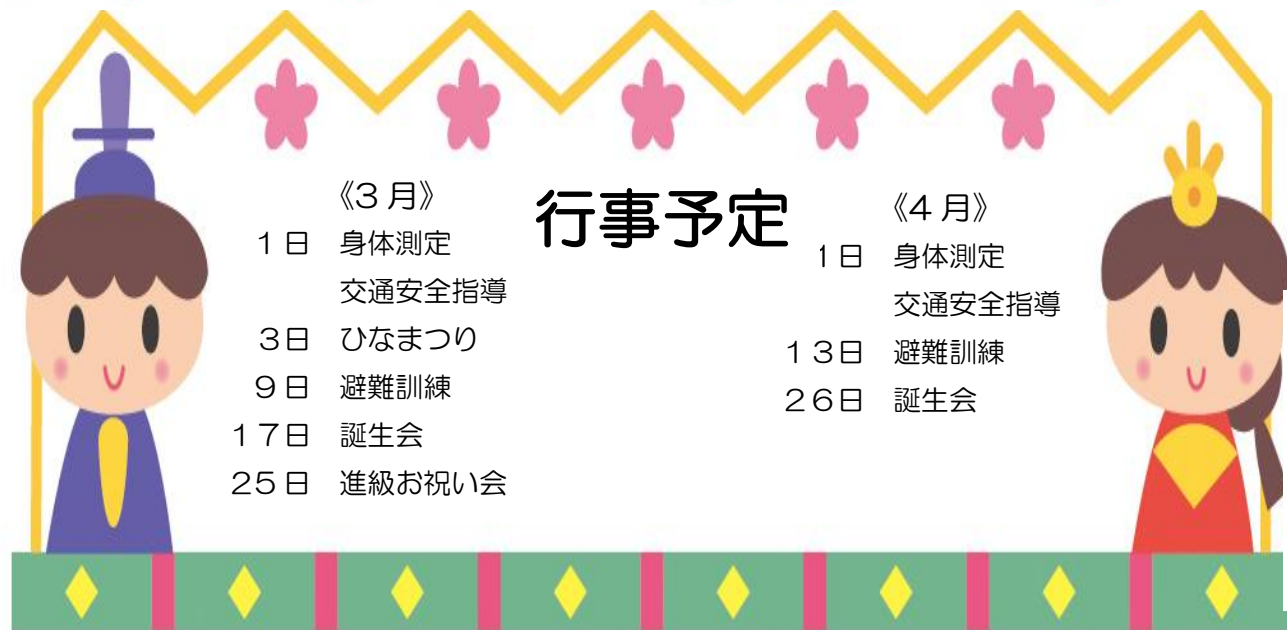 行事予定
《3月》
1日 身体測定
交通安全指導
3日 ひなまつり
9日 避難訓練
17日 誕生会
25日 進級お祝い会
《4月》
1日 身体測定
交通安全指導
13日 避難訓練
26日 誕生会